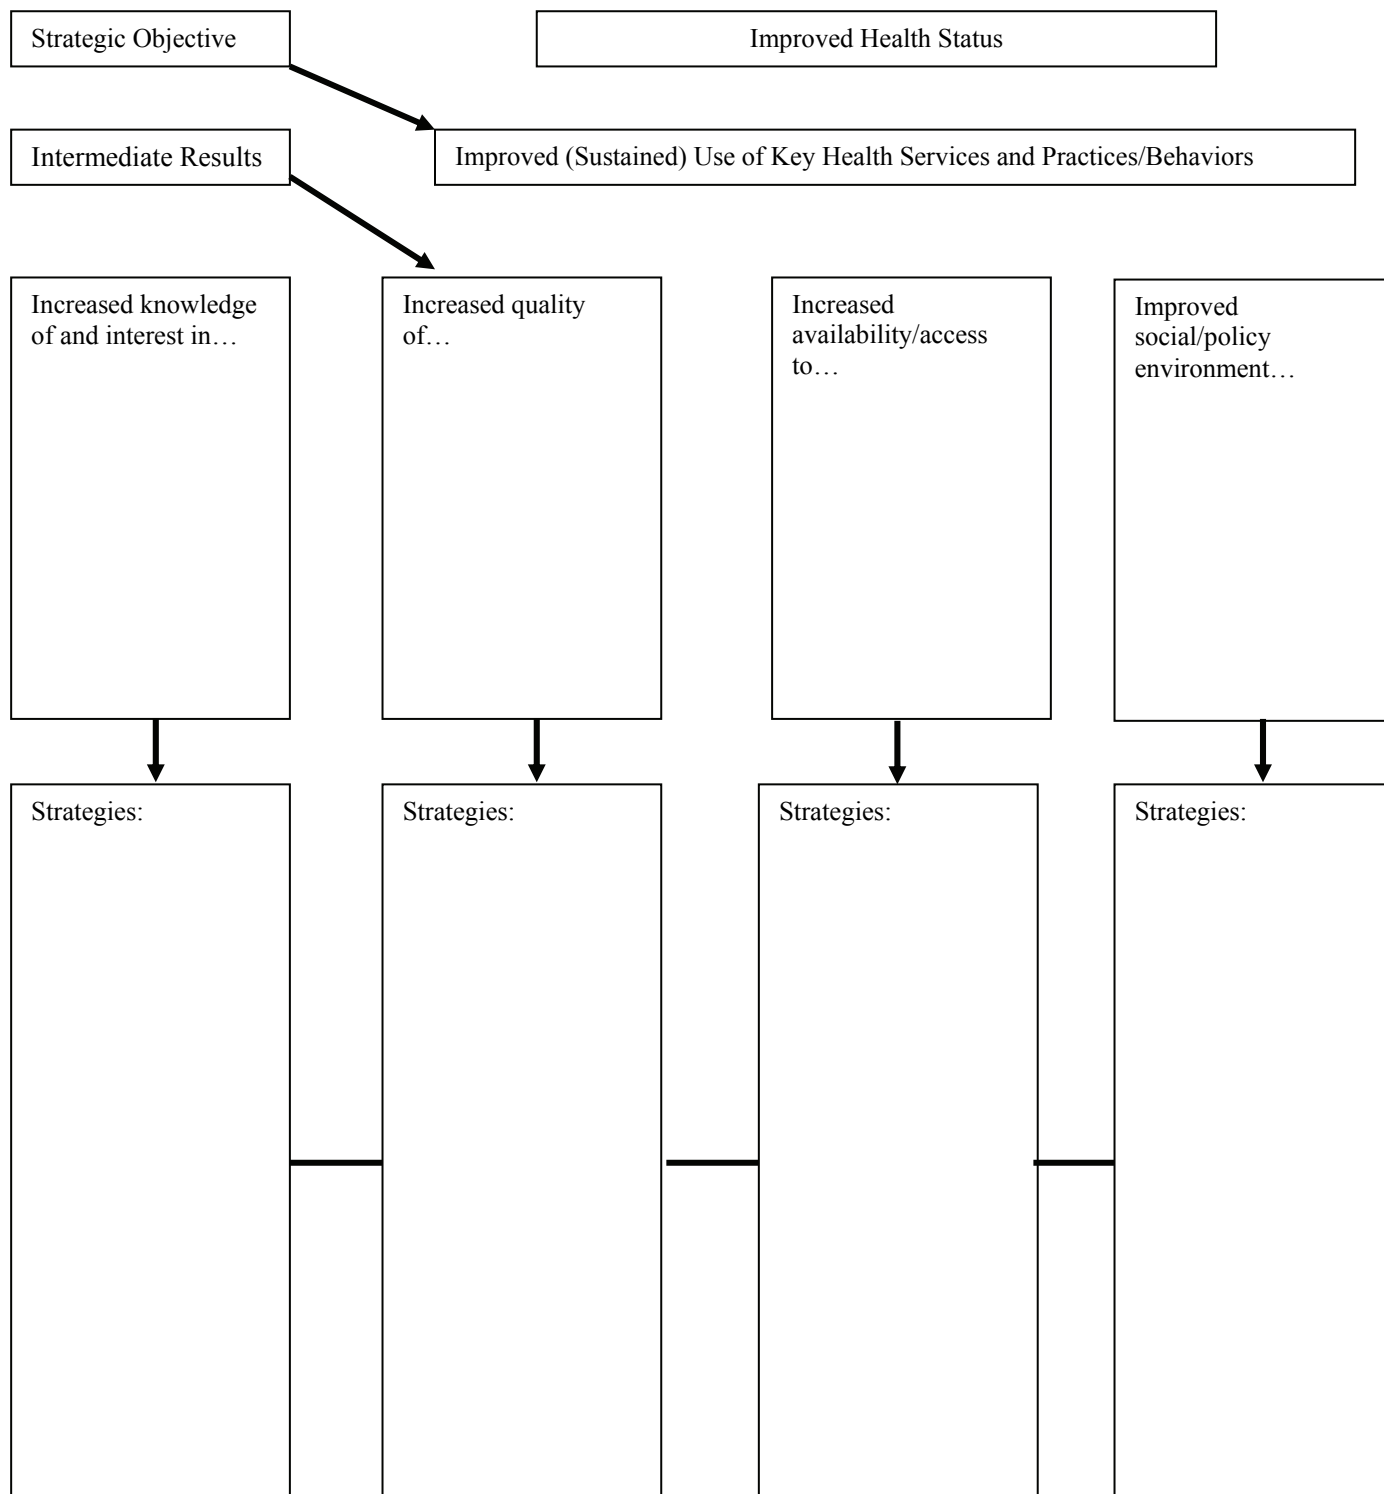 Strategic Objective
Improved Health Status
Intermediate Results
Improved (Sustained) Use of Key Health Services and Practices/Behaviors
Increased knowledge
of and interest in…
Increased quality
of…
Increased
availability/access
to…
Improved
social/policy
environment…
Strategies:
Strategies:
Strategies:
Strategies: